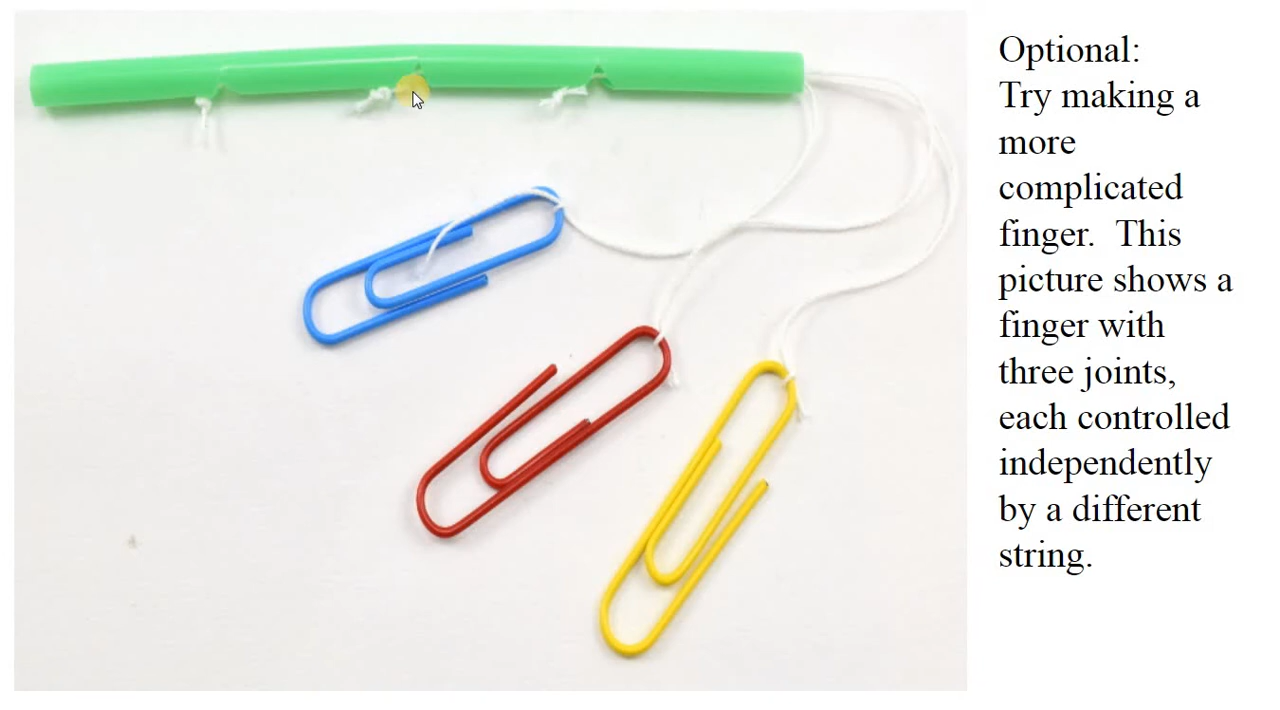 Optional:
Try making a
more
complicated
finger.  This
picture shows a
finger with
three joints,
each controlled
independently
by a different
string.